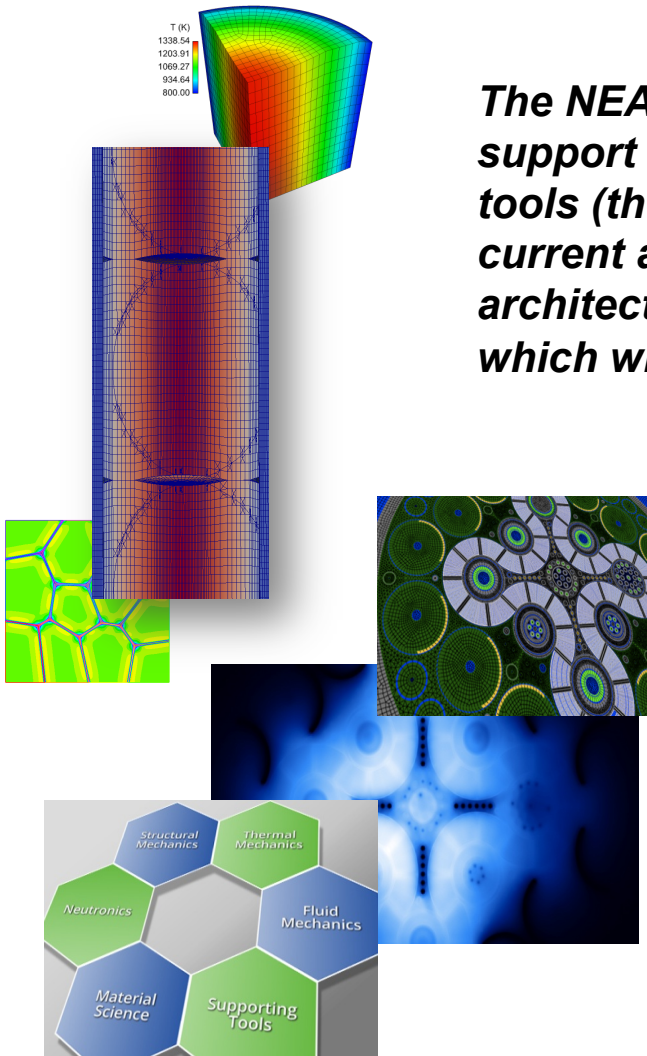 T (K)
1338.54
1203.91
1069.27
934.64
800.00
The NEA
support
tools (th
current a
architect
which wi
Structural
Mechanics
Thermal
Mechanics
Neutronics
Fluid
Mechanics
Material
Science
Supporting
Tools